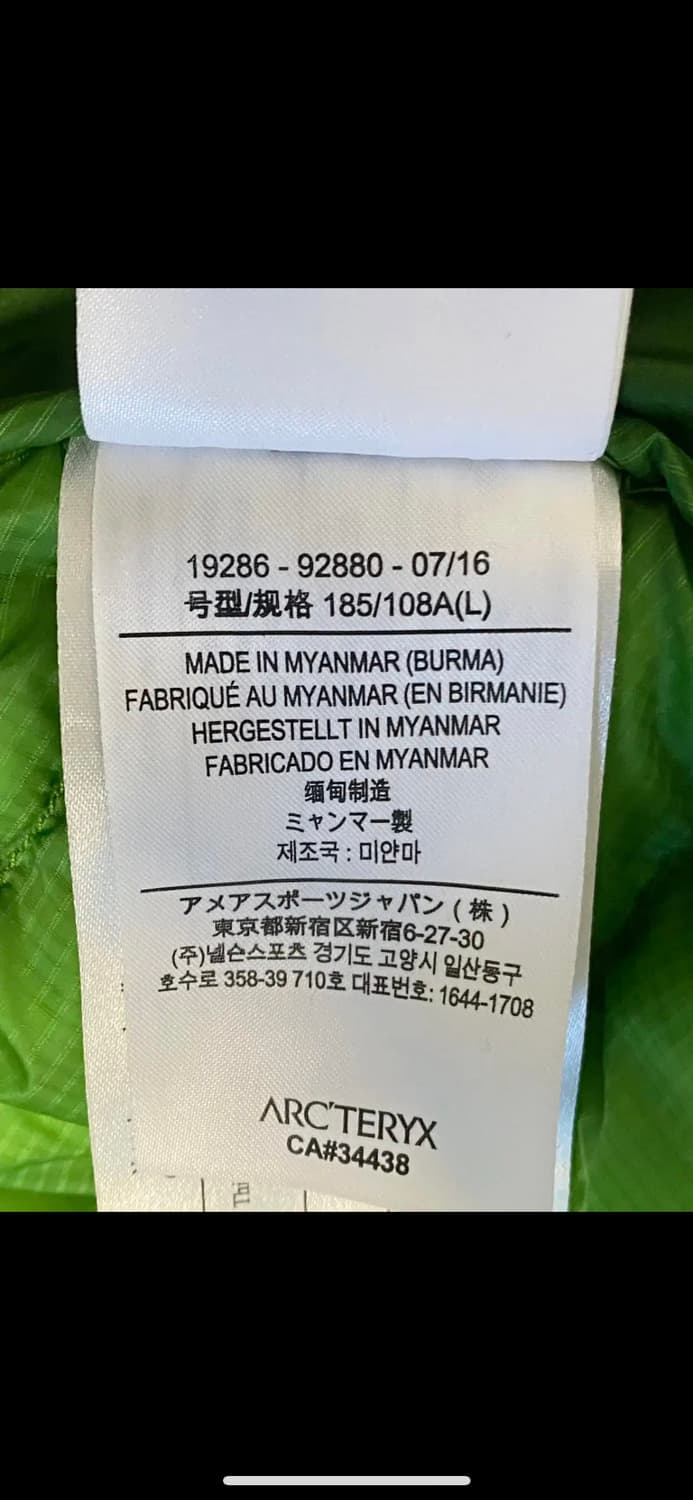 19286 - 92880 - 07/16
号型/规格 185/108A(L)
MADE IN MYANMAR (BURMA)
FABRIQUÉ AU MYANMAR (EN BIRMANIE)
HERGESTELLT IN MYANMAR
FABRICADO EN MYANMAR
缅甸制造
ミャンマー製
제조국 : 미얀마
アメアスポーツジャパン ( 株 )
東京都新宿区新宿6-27-30
(주)넬슨스포츠 경기도 고양시 일산동구
호수로 358-39 710호 대표번호: 1644-1708
ARC'TERYX
CA#34438